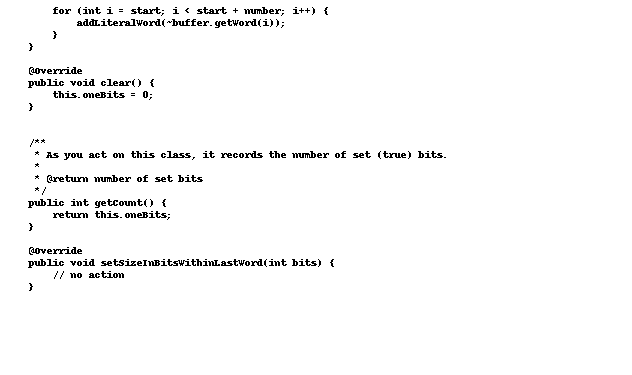 for (int i = start; i < start + number; i++) {
addLiteralWord(~buffer.getWord(i));
}
}
@Override
public void clear() {
this.oneBits = 0;
}
/**
* As you act on this class, it records the number of set (true) bits.
*
* @return number of set bits
*/
public int getCount() {
return this.oneBits;
}
@Override
public void setSizeInBitsWithinLastWord(int bits) {
// no action
}